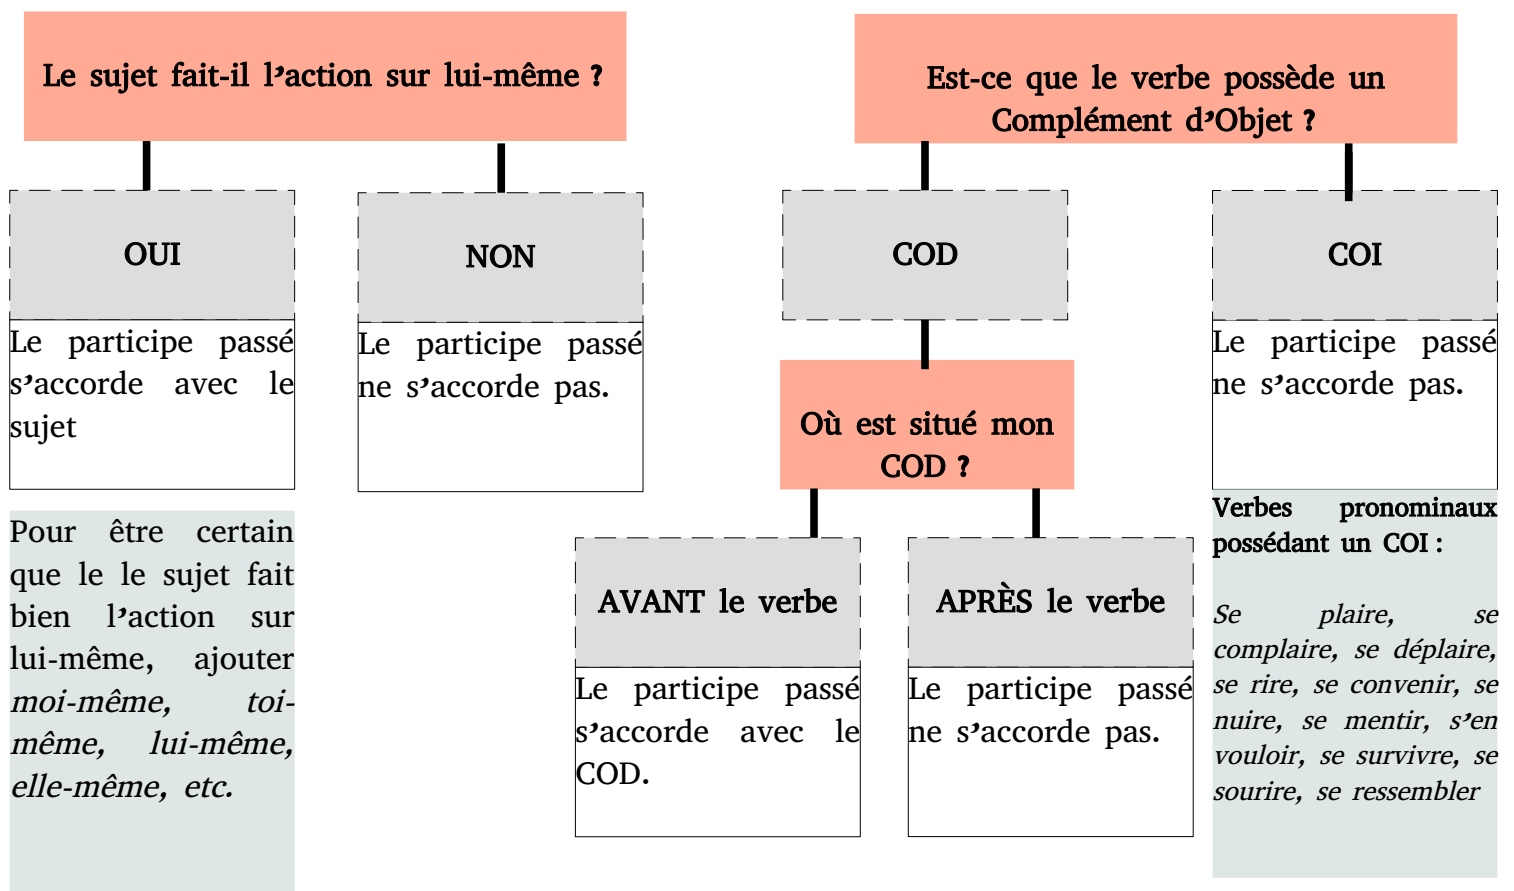 Le sujet fait-il l'action sur lui-même ?
OUI
Le participe passé
s'accorde avec le
sujet
Pour être certain
que le le sujet fait
bien l'action sur
lui-même, ajouter
moi-même, toi-
même, lui-même,
elle-même, etc.
NON
Le participe passé
ne s'accorde pas.
Est-ce que le verbe possède un
Complément d'Objet ?
COD
Où est situé mon
COD ?
AVANT le verbe
Le participe passé
s'accorde avec le
COD.
APRÈS le verbe
Le participe passé
ne s'accorde pas.
COI
Le participe passé
ne s'accorde pas.
Verbes pronominaux
possédant un COI :
Se plaire, se
complaire, se déplaire,
se rire, se convenir, se
nuire, se mentir, s'en
vouloir, se survivre, se
sourire, se ressembler